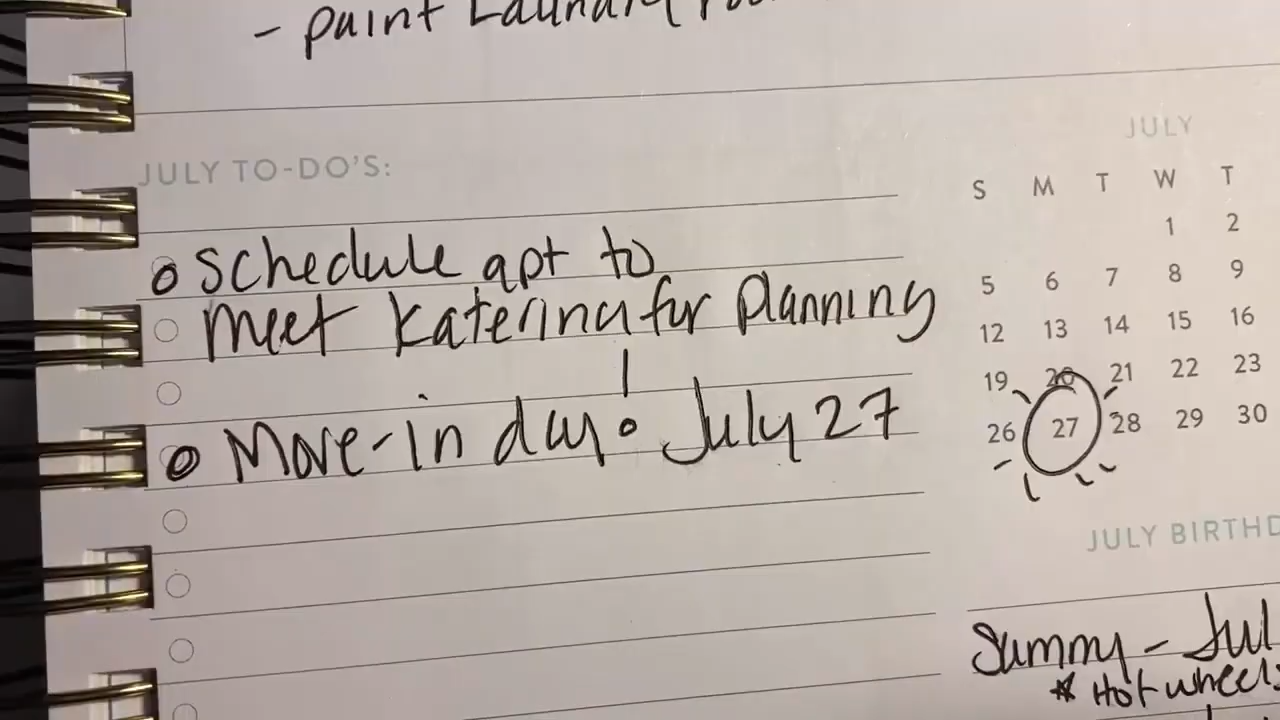 - paint Laundry
JULY TO-DO'S:
schedule apt to
meet Katerina for planning
Move-in day! July 27
JULY
S M T W T
1 2
5 6 7 8 9
12 13 14 15 16
19 20 21 22 23
26 27 28 29 30
JULY BIRTHD
Sammy - Jul
* Hot wheels